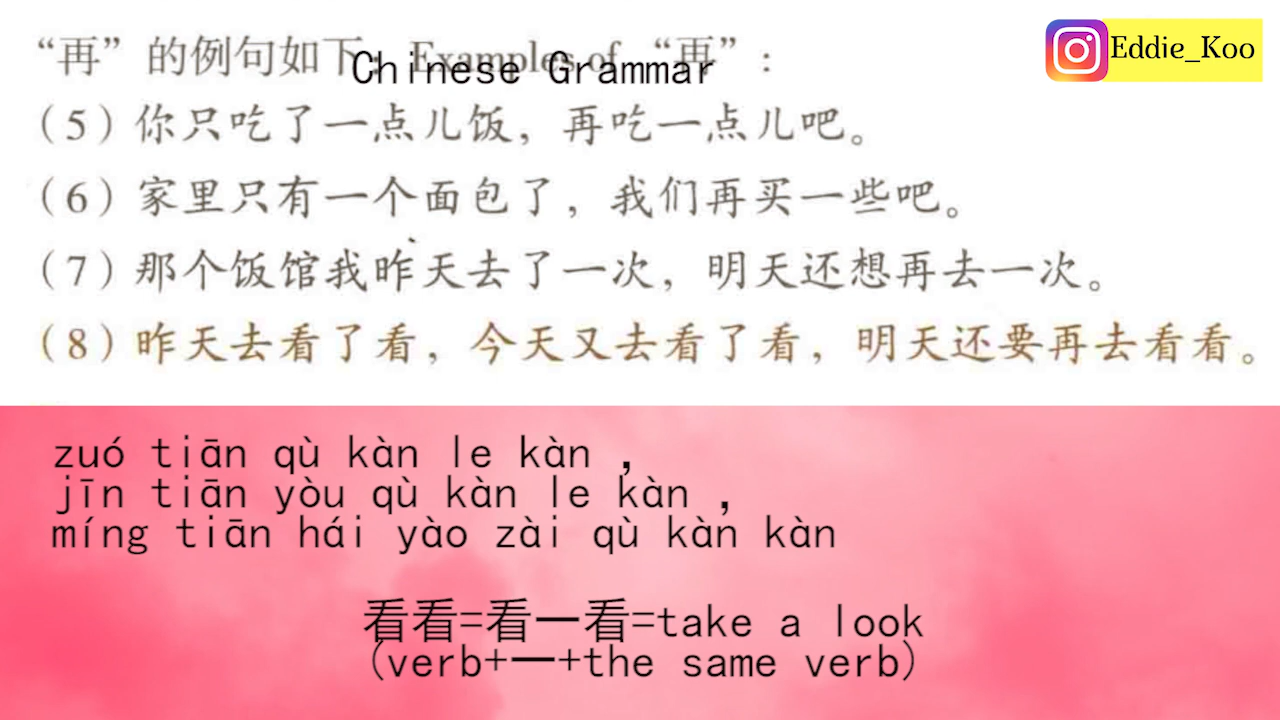 “再”的例句如下：Examples of “再”：
Chinese Grammar
Eddie_Koo
（5）你只吃了一点儿饭，再吃一点儿吧。
（6）家里只有一个面包了，我们再买一些吧。
（7）那个饭馆我昨天去了一次，明天还想再去一次。
（8）昨天去看了看，今天又去看了看，明天还要再去看看。
zuó tiān qù kàn le kàn ，
jīn tiān yòu qù kàn le kàn ，
míng tiān hái yào zài qù kàn kàn
看看=看一看=take a look
(verb+一+the same verb)